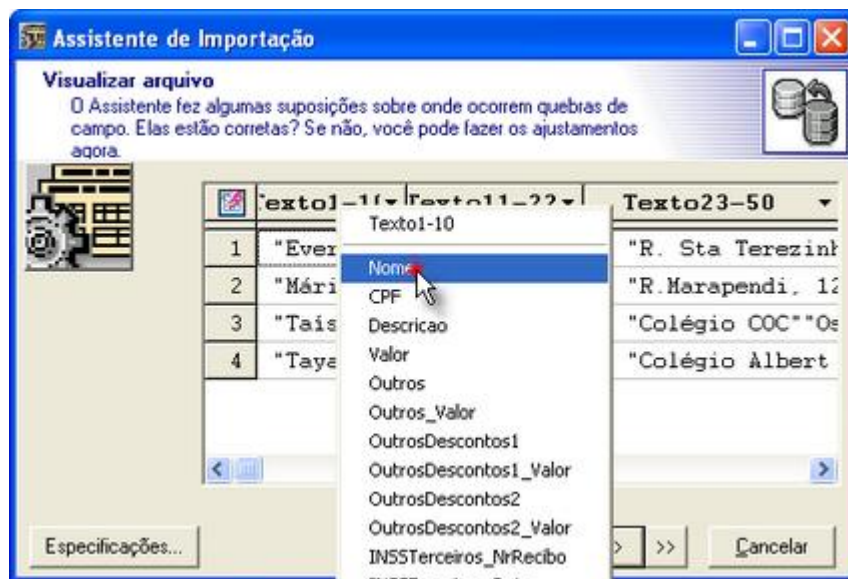 Assistente de Importação
Visualizar arquivo
O Assistente fez algumas suposições sobre onde ocorrem quebras de
campo. Elas estão corretas? Se não, você pode fazer os ajustamentos
agora.
Texto23-50
Texto1-10
Nome
CPF
Descricao
Valor
Outros
Outros_Valor
OutrosDescontos1
OutrosDescontos1_Valor
OutrosDescontos2
OutrosDescontos2_Valor
INSSTerceiros_NrRecibo
1 "Ever "R. Sta Terezinh
2 "Mári "R.Marapendi, 12
3 "Taís "Colégio COC""Os
4 "Taya "Colégio Albert
Especificações... > >> Cancelar